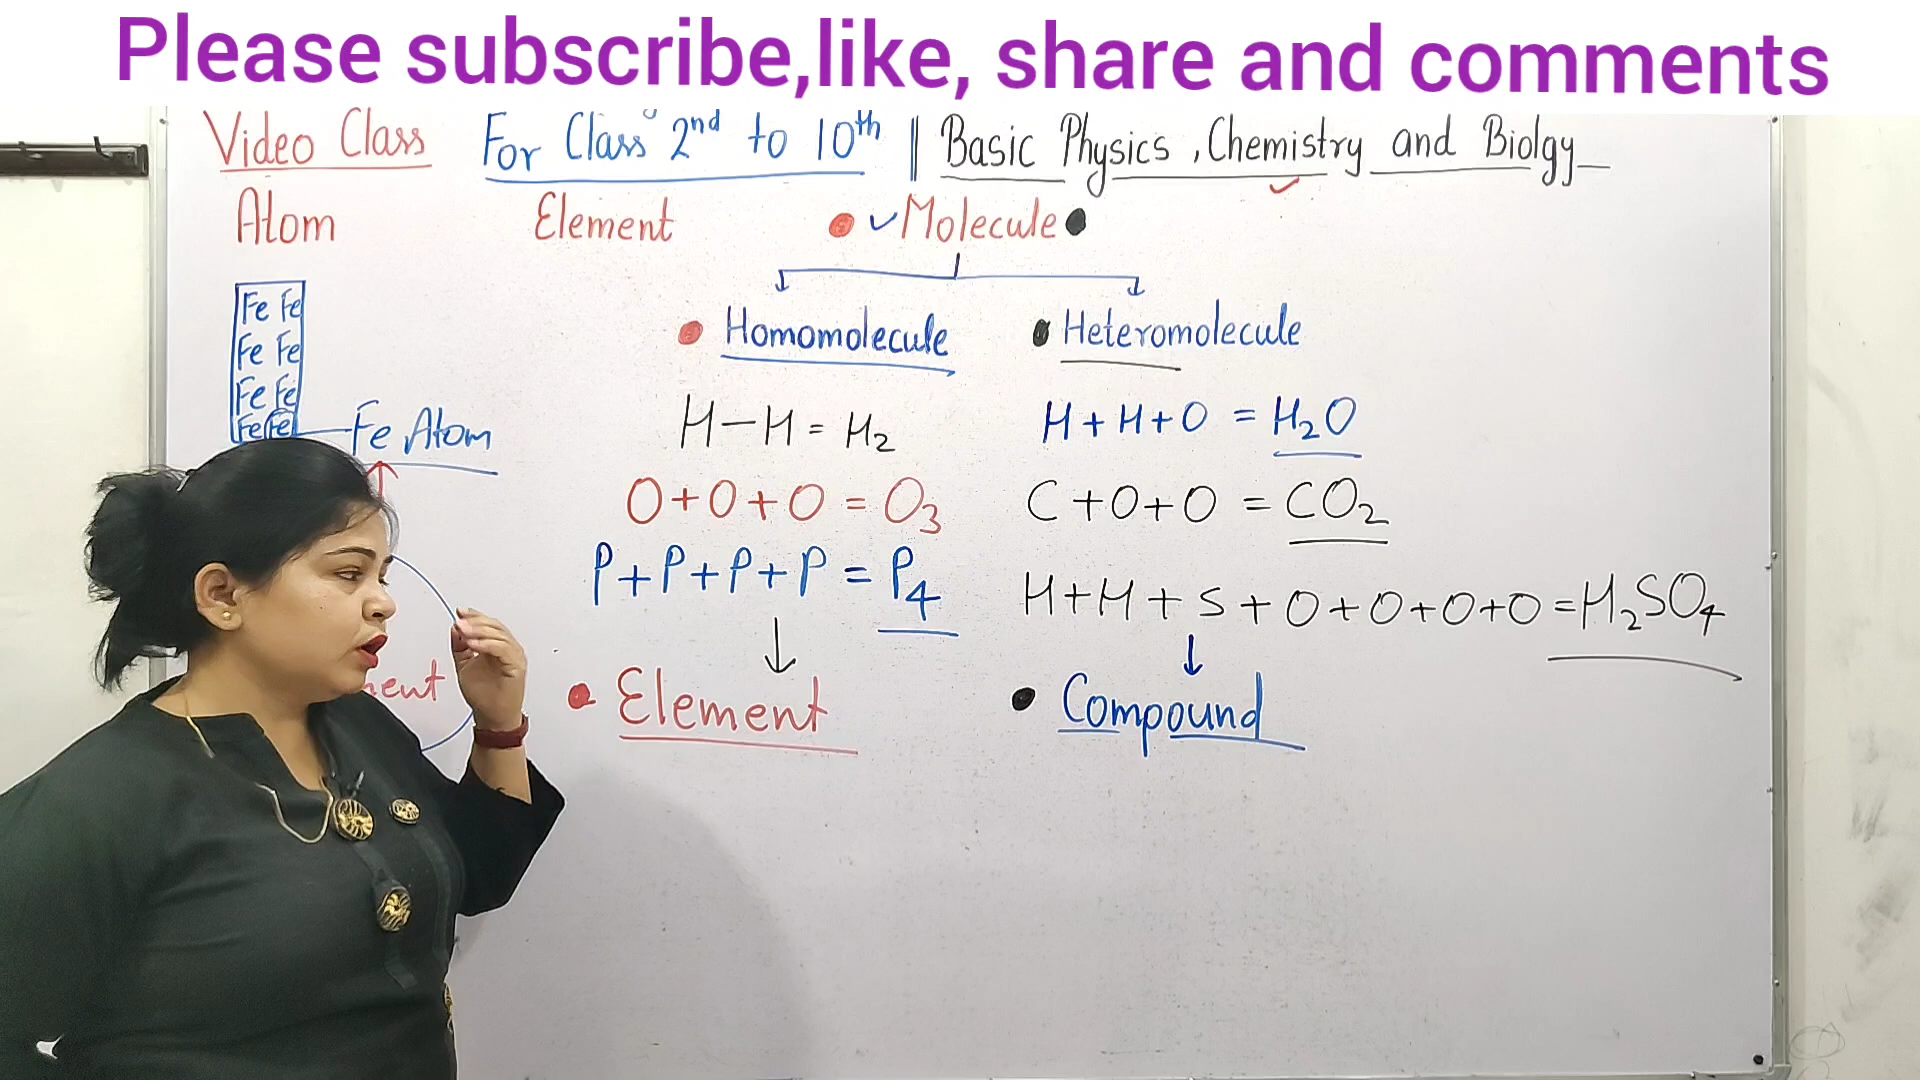 Please subscribe,like, share and comments
Video Class For Class 2nd to 10th || Basic Physics ,Chemistry and Biolgy
Atom Element Molecule
Fe Fe
Fe Fe
Fe Fe
Fe Fe
Fe Atom
Homomolecule Heteromolecule
H-H = H2 H+H+O = H2O
O+O+O = O3 C+O+O = CO2
P+P+P+P = P4 H+H+S+O+O+O+O=H2SO4
Element Compound